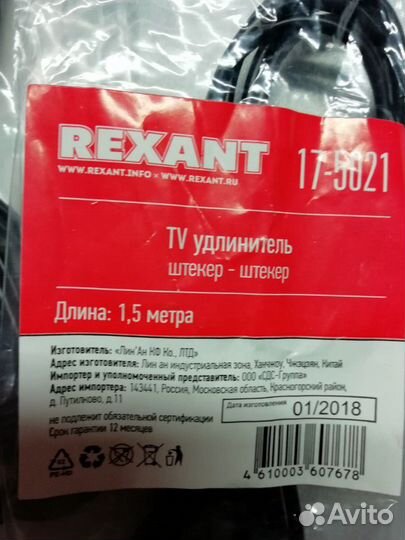 REXANT
17-5021
WWW.REXANT.INFO × WWW.REXANT.RU
TV удлинитель
штекер - штекер
Длина: 1,5 метра
Изготовитель: «Лин'Ан КФ Ко., ЛТД»
Адрес изготовителя: Лин ан индустриальная зона, Ханчжоу, Чжэцзян, Китай
Импортер и уполномоченный представитель: ООО «СДС-Группа»
Адрес импортера: 143441, Россия, Московская область, Красногорский район,
д. Путилково, д.11
не подлежит обязательной сертификации
Срок гарантии 12 месяцев
Дата изготовления
01/2018
4 610003 607678
Avito